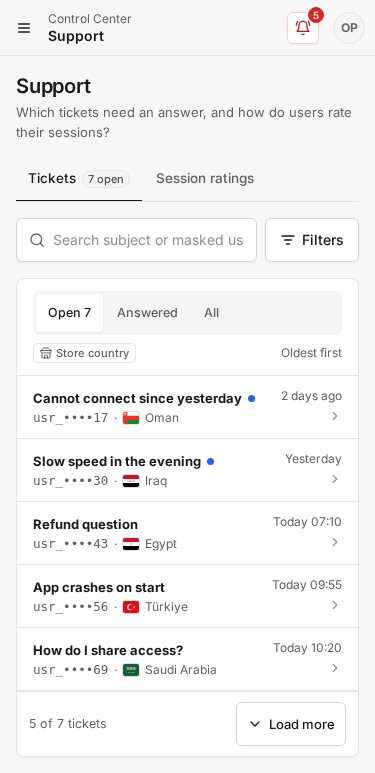 Control Center
Support
5
OP
Support
Which tickets need an answer, and how do users rate
their sessions?
Tickets 7 open
Session ratings
Search subject or masked us
Filters
Open 7
Answered
All
Store country
Oldest first
Cannot connect since yesterday
2 days ago
usr_••••17 · Oman
Slow speed in the evening
Yesterday
usr_••••30 · Iraq
Refund question
Today 07:10
usr_••••43 · Egypt
App crashes on start
Today 09:55
usr_••••56 · Türkiye
How do I share access?
Today 10:20
usr_••••69 · Saudi Arabia
5 of 7 tickets
Load more